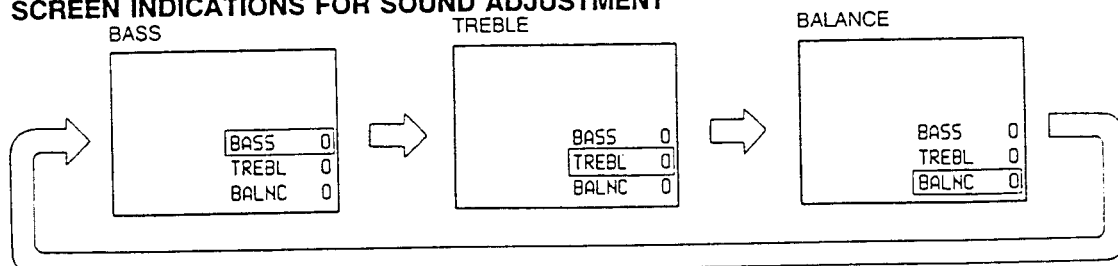 SCREEN INDICATIONS FOR SOUND ADJUSTMENT
BASS
BASS 0
TREBL 0
BALNC 0
TREBLE
BASS 0
TREBL 0
BALNC 0
BALANCE
BASS 0
TREBL 0
BALNC 0